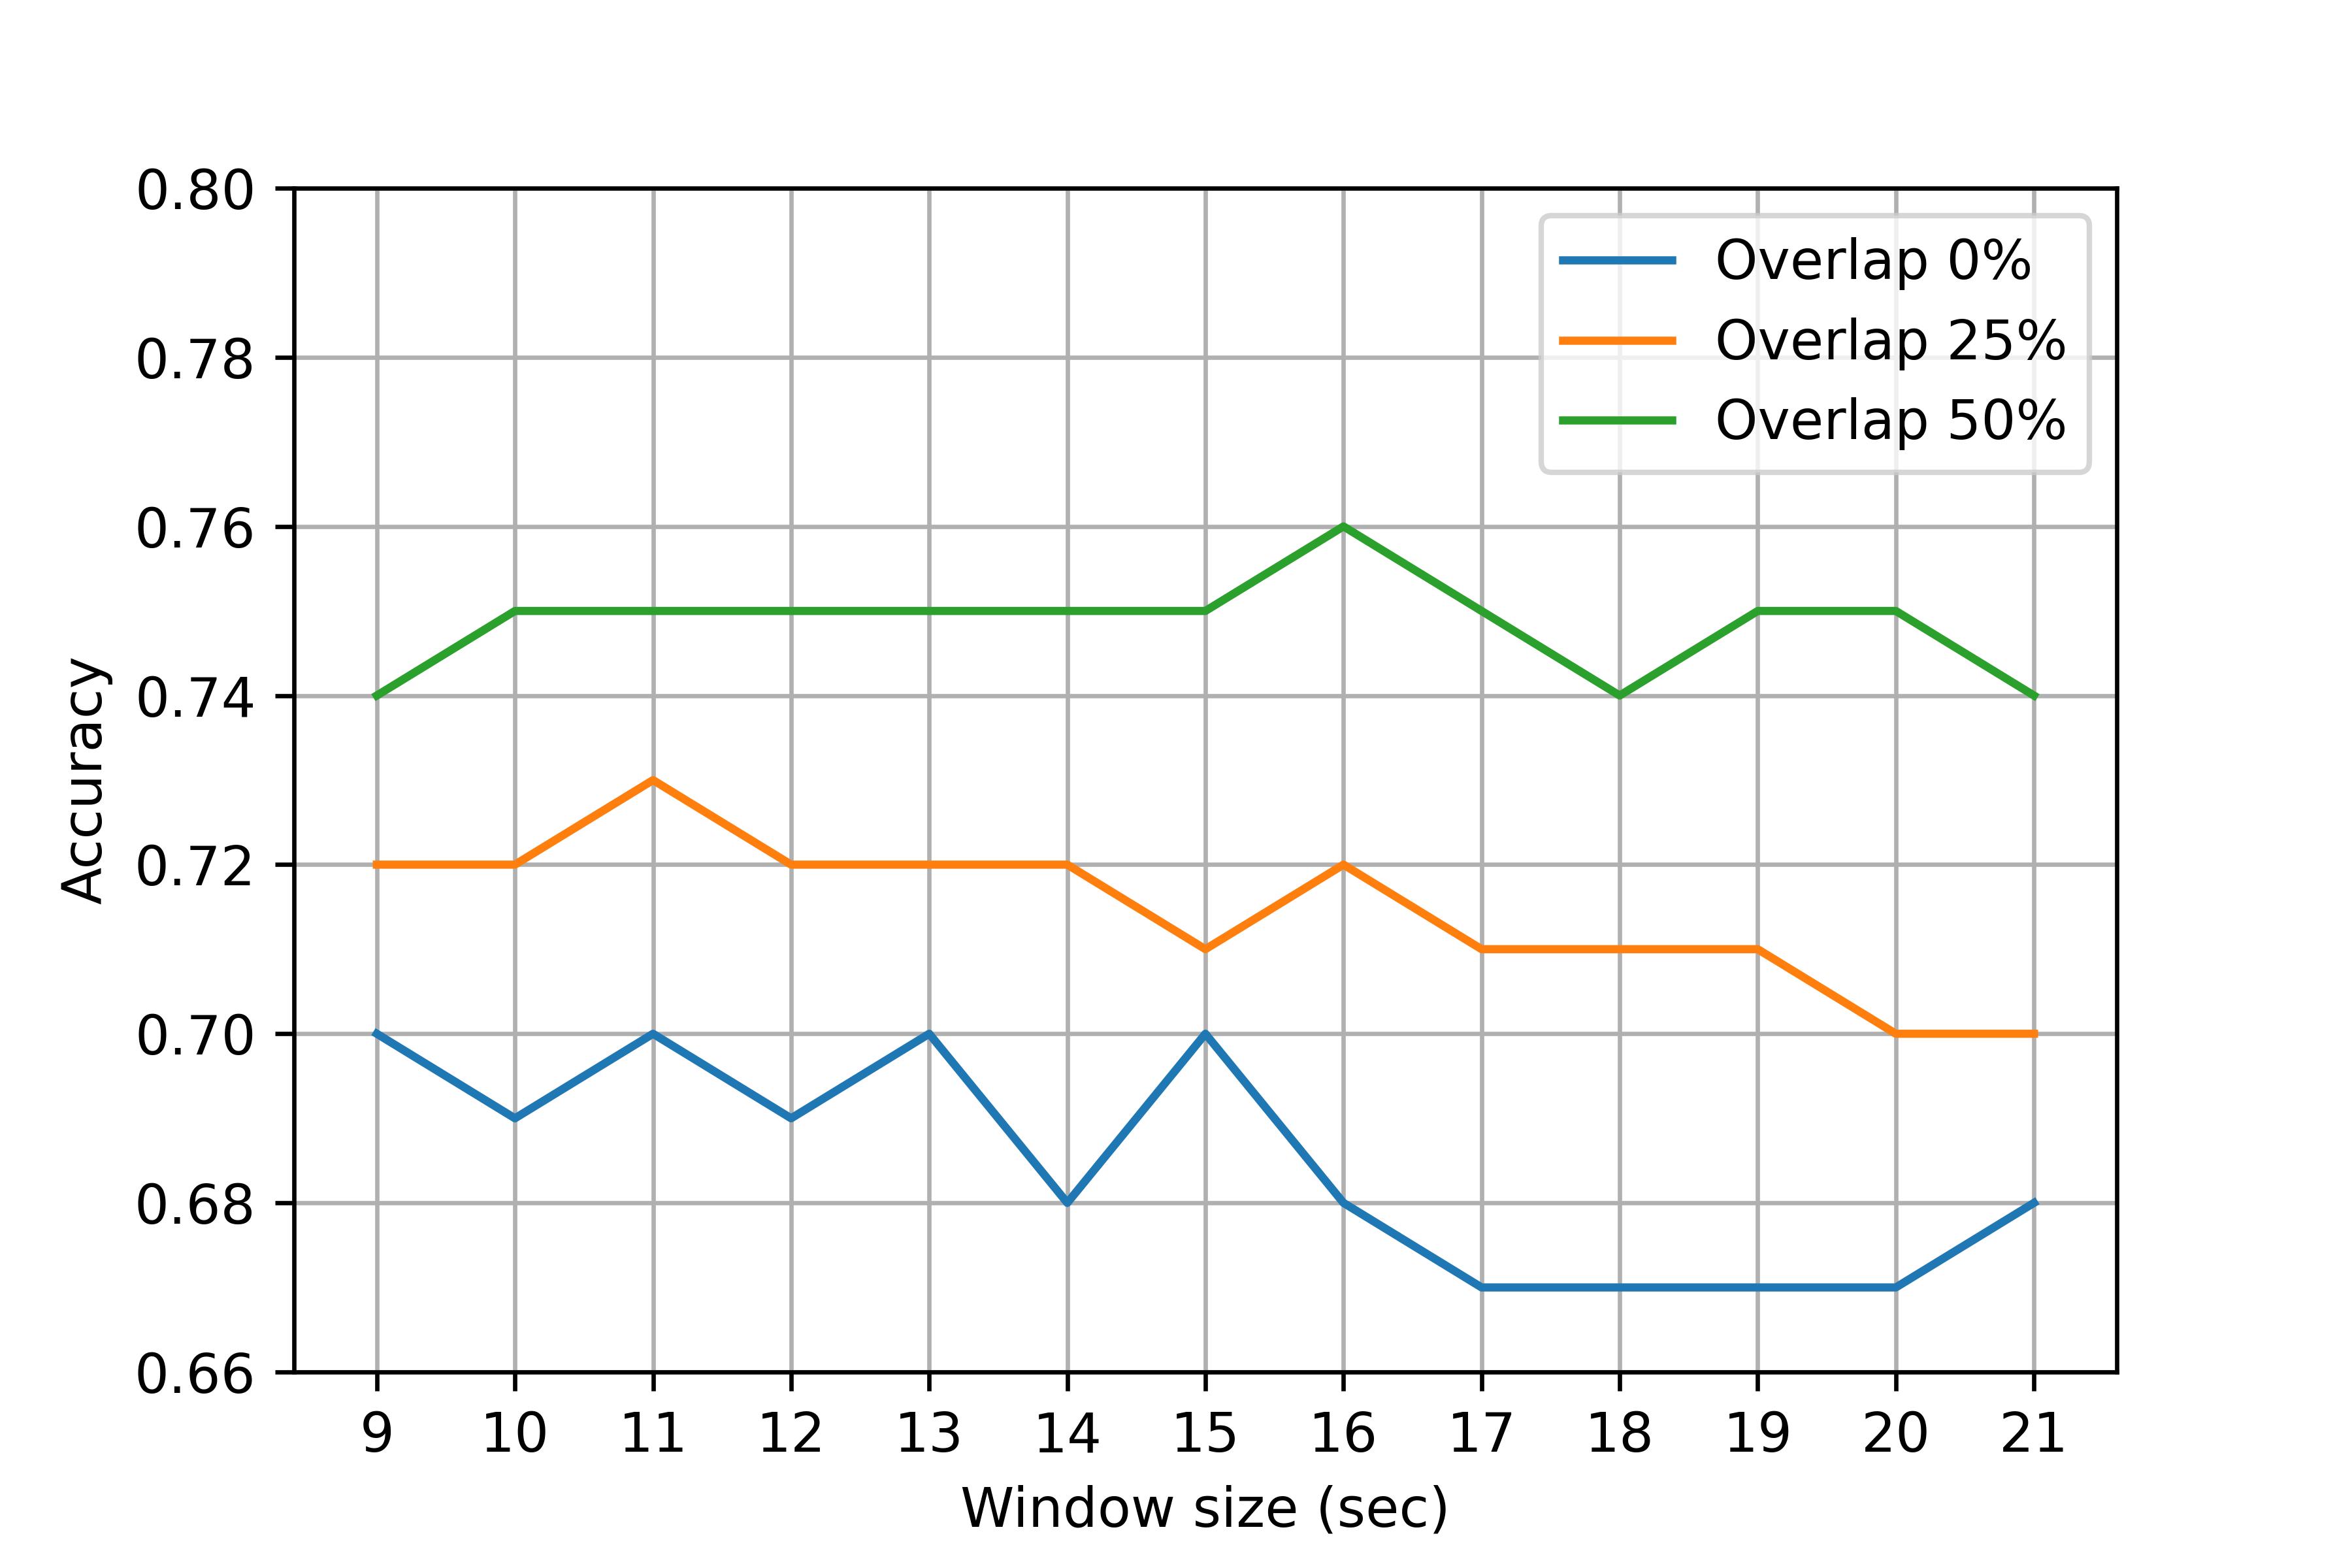 0.80
0.78
0.76
0.74
0.72
0.70
0.68
0.66
Accuracy
Overlap 0%
Overlap 25%
Overlap 50%
9 10 11 12 13 14 15 16 17 18 19 20 21
Window size (sec)